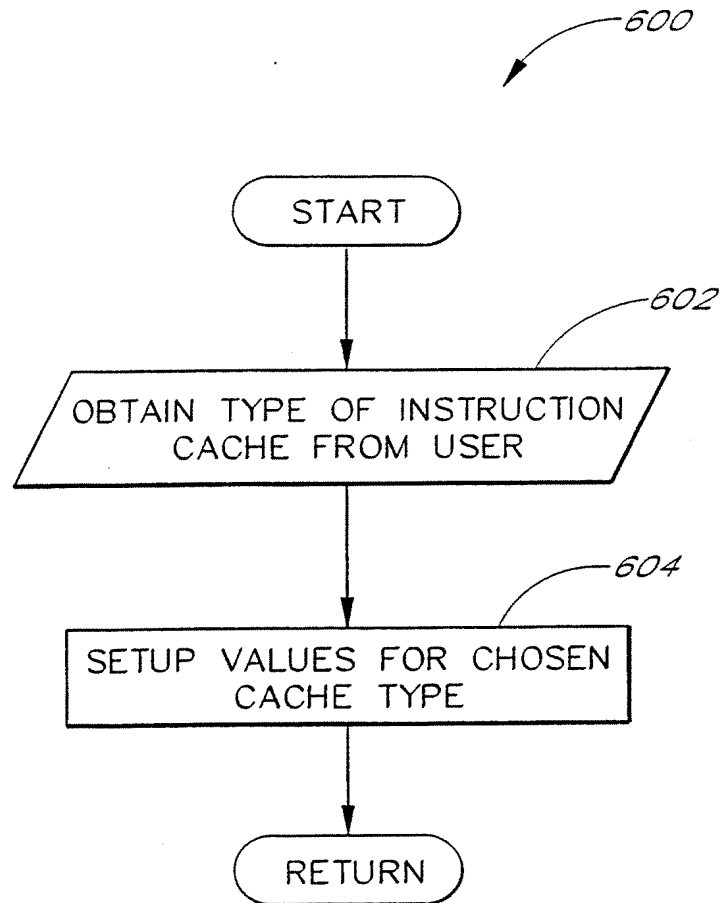 600
START
602
OBTAIN TYPE OF INSTRUCTION
CACHE FROM USER
604
SETUP VALUES FOR CHOSEN
CACHE TYPE
RETURN